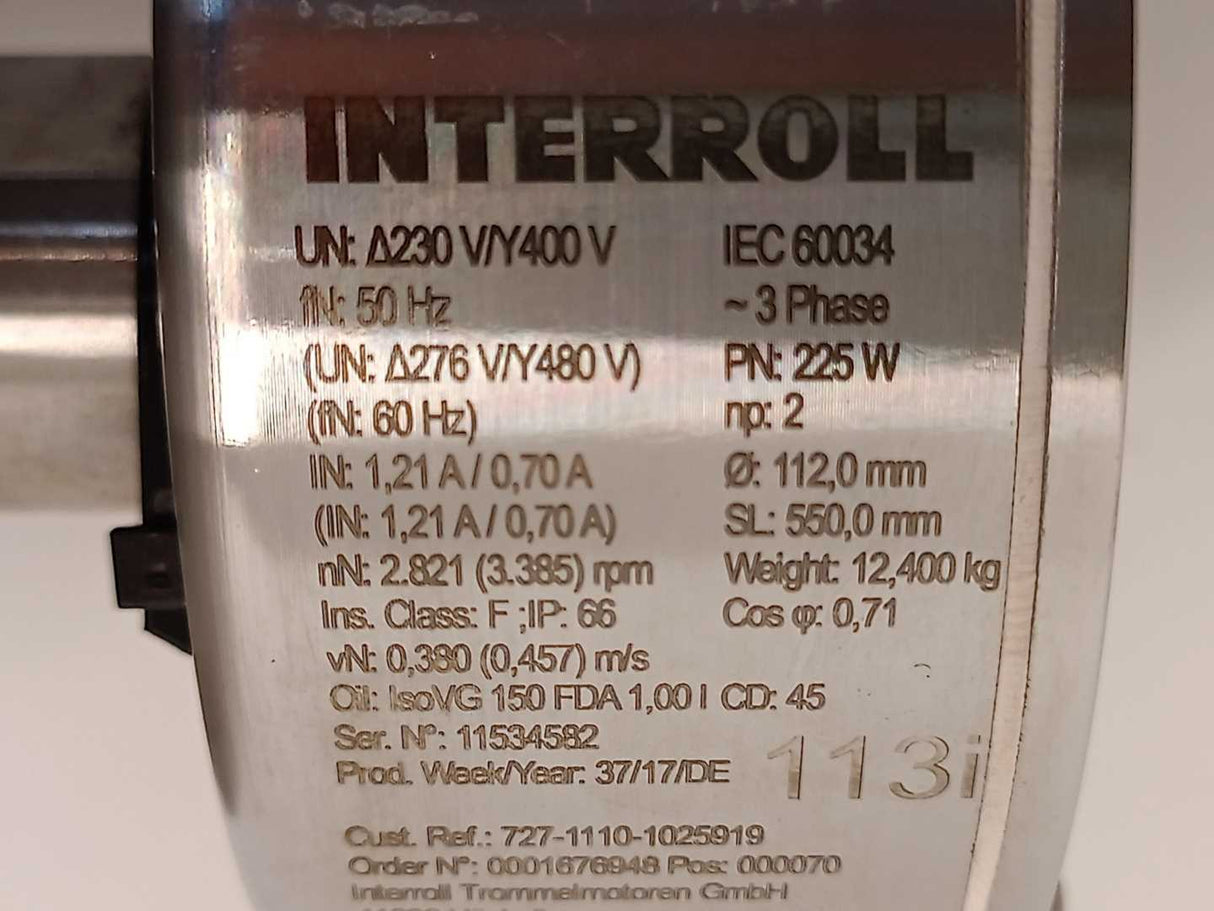 INTERROLL
UN: Δ230 V/Y400 V IEC 60034
fN: 50 Hz ~ 3 Phase
(UN: Δ276 V/Y480 V) PN: 225 W
(fN: 60 Hz) np: 2
IN: 1,21 A / 0,70 A Ø: 112,0 mm
(IN: 1,21 A / 0,70 A) SL: 550,0 mm
nN: 2.821 (3.385) rpm Weight: 12,400 kg
Ins. Class: F ;IP: 66 Cos φ: 0,71
vN: 0,380 (0,457) m/s
Oil: IsoVG 150 FDA 1,00 l CD: 45
Ser. N°: 11534582
Prod. Week/Year: 37/17/DE 113i
Cust. Ref.: 727-1110-1025919
Order N°: 0001676948 Pos: 000070
Interroll Trommelmotoren GmbH